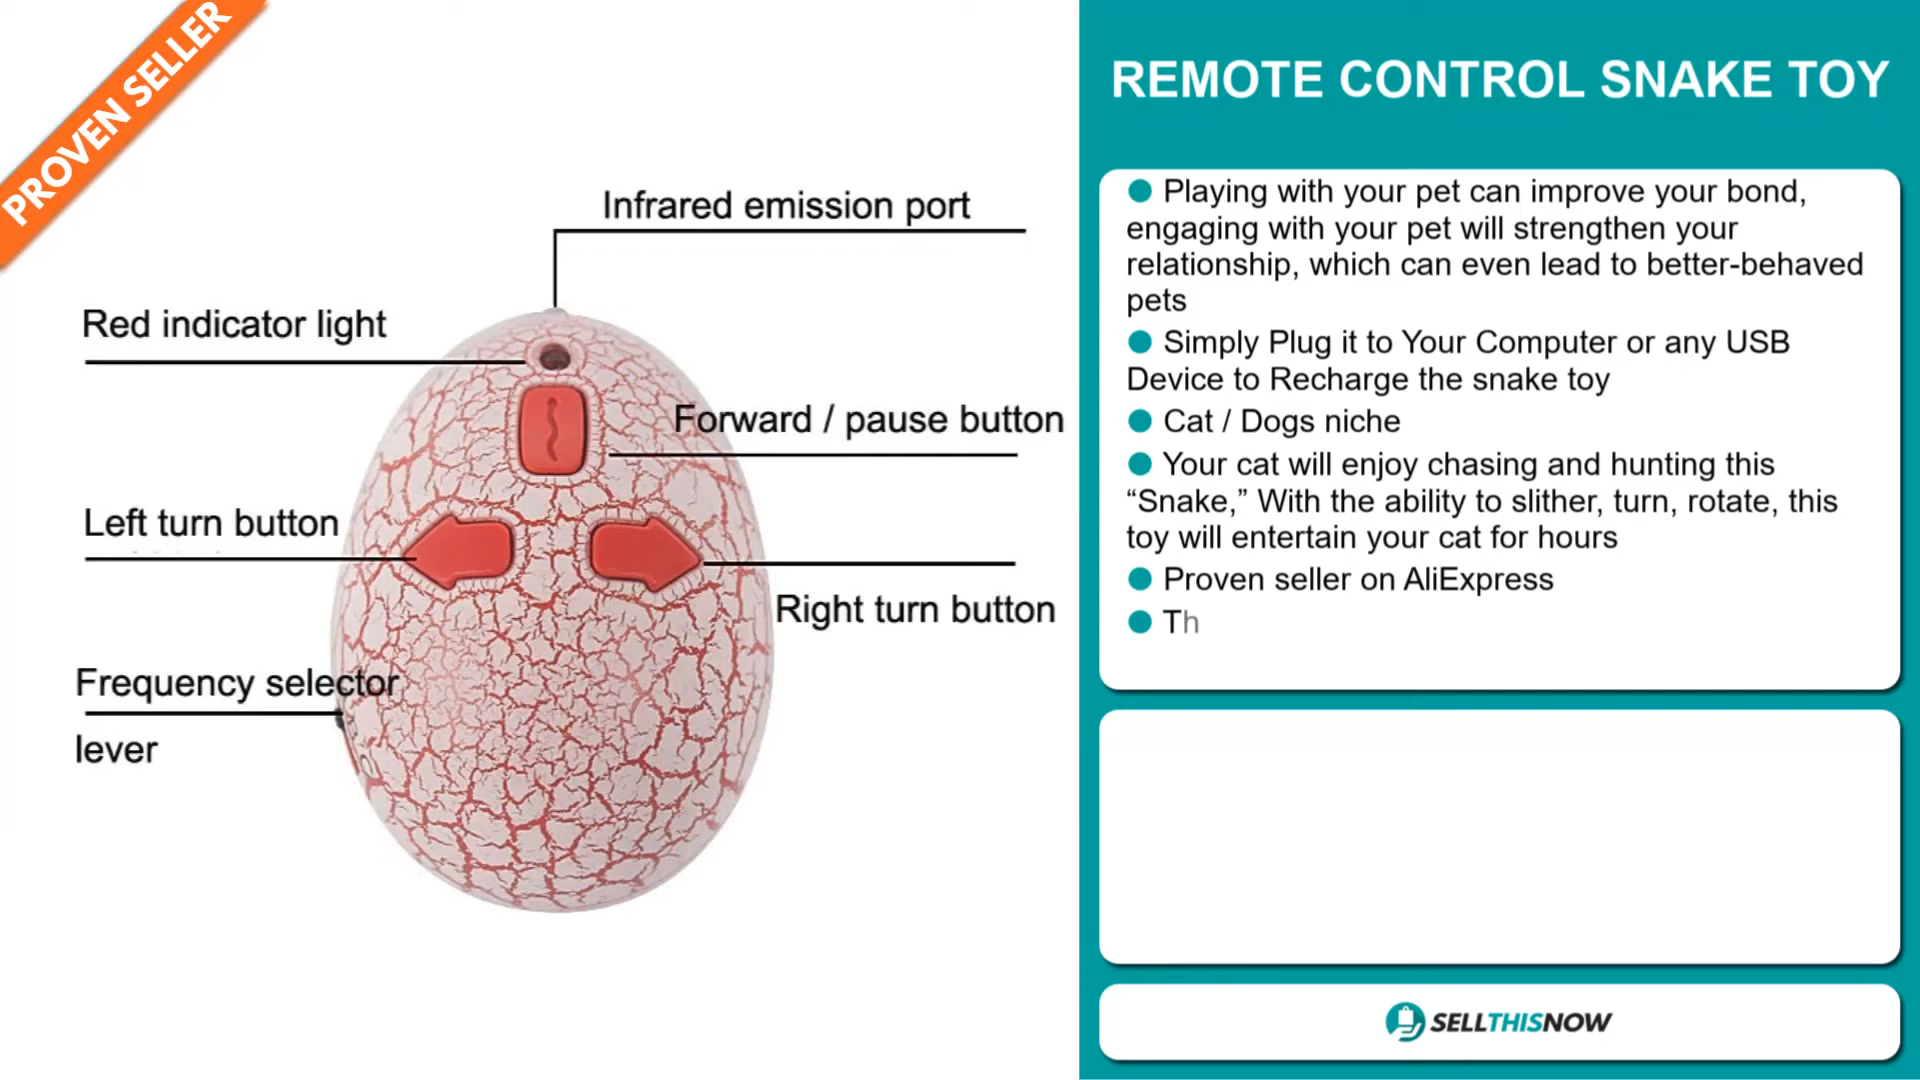 PROVEN SELLER
REMOTE CONTROL SNAKE TOY
Infrared emission port
Red indicator light
Forward / pause button
Left turn button
Right turn button
Frequency selector
lever
Playing with your pet can improve your bond,
engaging with your pet will strengthen your
relationship, which can even lead to better-behaved
pets
Simply Plug it to Your Computer or any USB
Device to Recharge the snake toy
Cat / Dogs niche
Your cat will enjoy chasing and hunting this
“Snake,” With the ability to slither, turn, rotate, this
toy will entertain your cat for hours
Proven seller on AliExpress
Th
SELLTHISNOW